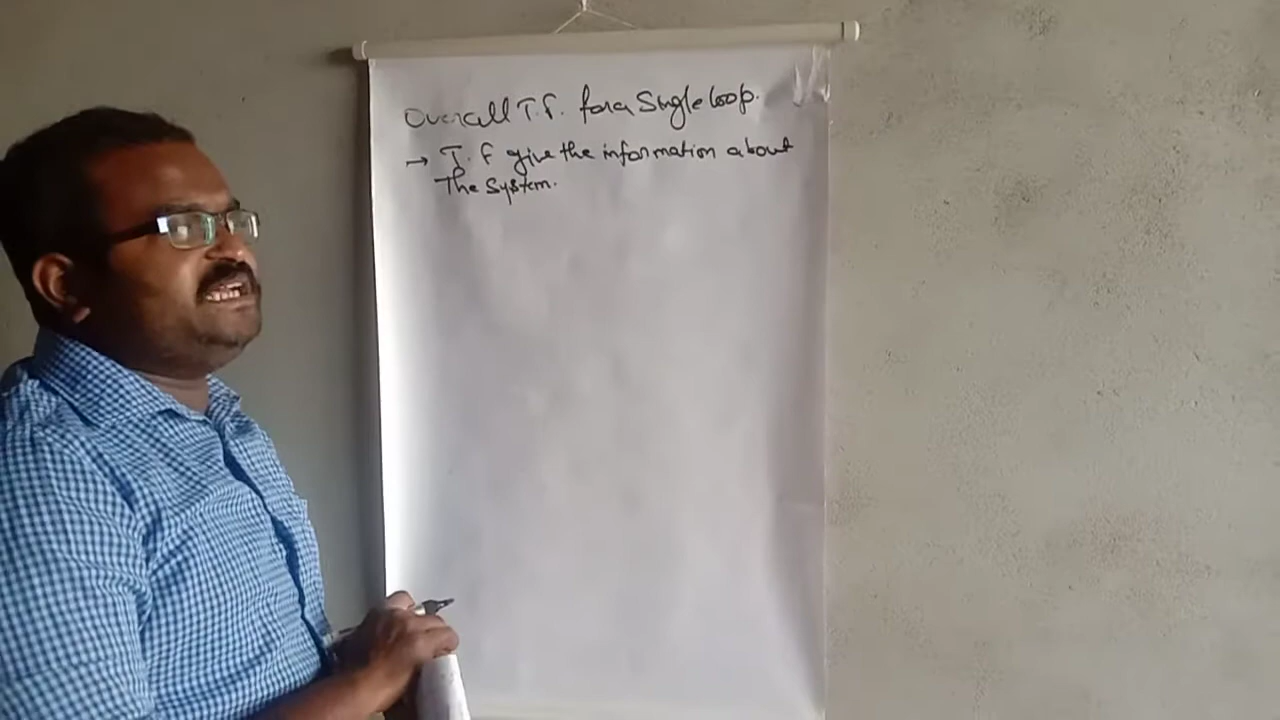 Overall T.F. for a Single loop.
→ T.F give the information about
The System.